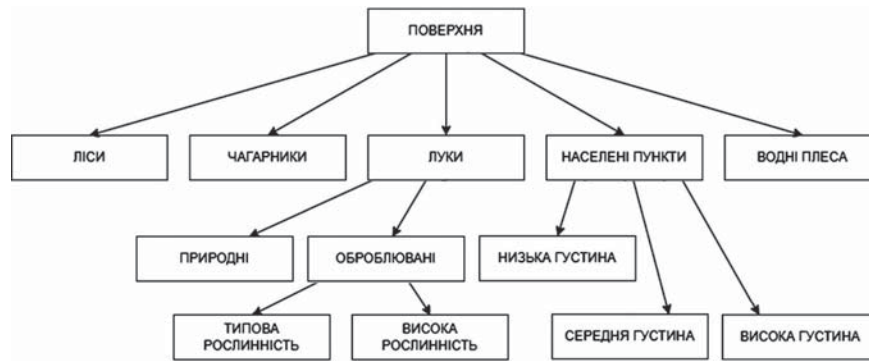 ПОВЕРХНЯ
ЛІСИ
ЧАГАРНИКИ
ЛУКИ
НАСЕЛЕНІ ПУНКТИ
ВОДНІ ПЛЕСА
ПРИРОДНІ
ОБРОБЛЮВАНІ
НИЗЬКА ГУСТИНА
ТИПОВА
РОСЛИННІСТЬ
ВИСОКА
РОСЛИННІСТЬ
СЕРЕДНЯ ГУСТИНА
ВИСОКА ГУСТИНА